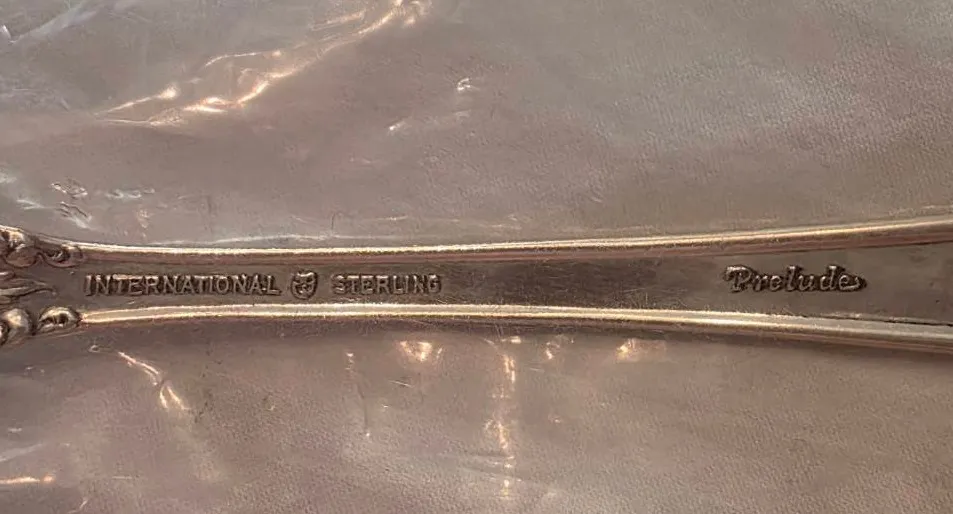 INTERNATIONAL STERLING Prelude